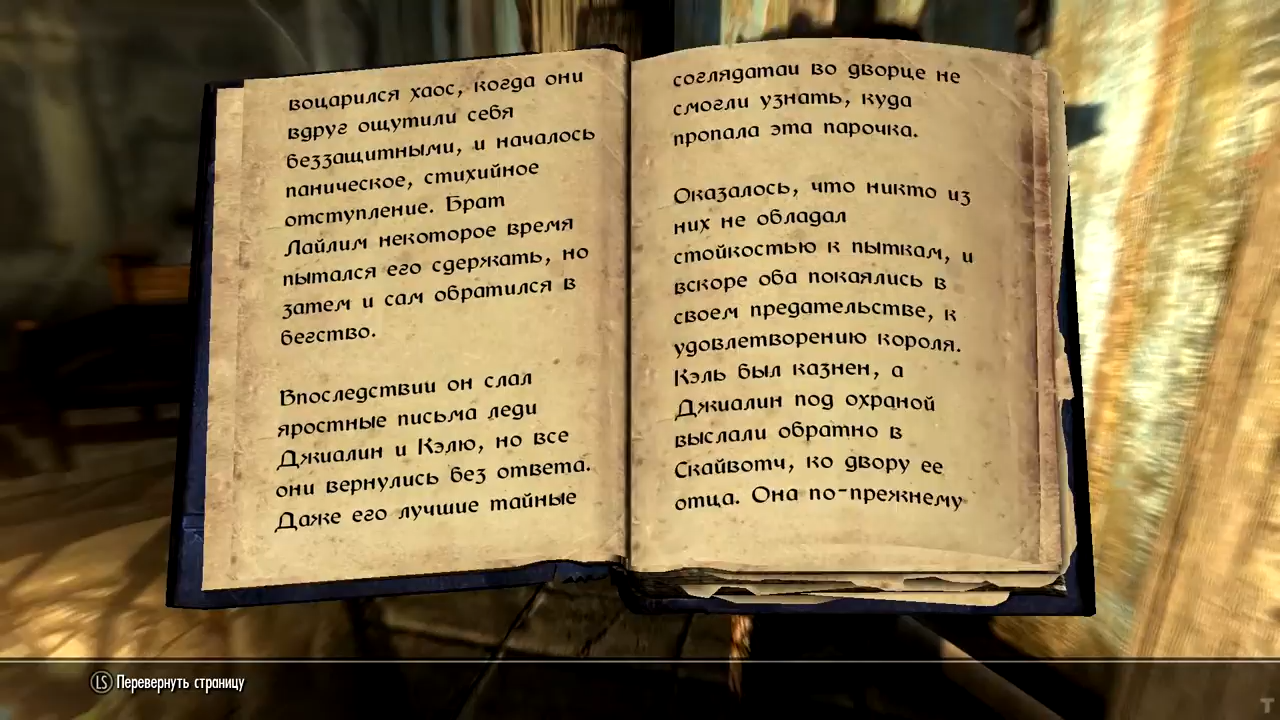 воцарился хаос, когда они
вдруг ощутили себя
беззащитными, и началось
паническое, стихийное
отступление. Брат
Лайлим некоторое время
пытался его сдержать, но
затем и сам обратился в
бегство.
Впоследствии он слал
яростные письма леди
Джиалин и Кэлю, но все
они вернулись без ответа.
Даже его лучшие тайные
соглядатаи во дворце не
смогли узнать, куда
пропала эта парочка.
Оказалось, что никто из
них не обладал
стойкостью к пыткам, и
вскоре оба покаялись в
своем предательстве, к
удовлетворению короля.
Кэль был казнен, а
Джиалин под охраной
выслали обратно в
Скайвотч, ко двору ее
отца. Она по-прежнему
LS Перевернуть страницу
T